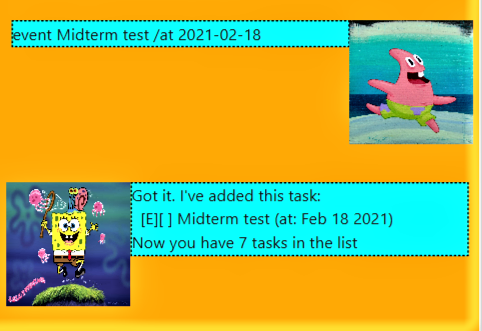 event Midterm test /at 2021-02-18
Got it. I've added this task:
[E][ ] Midterm test (at: Feb 18 2021)
Now you have 7 tasks in the list